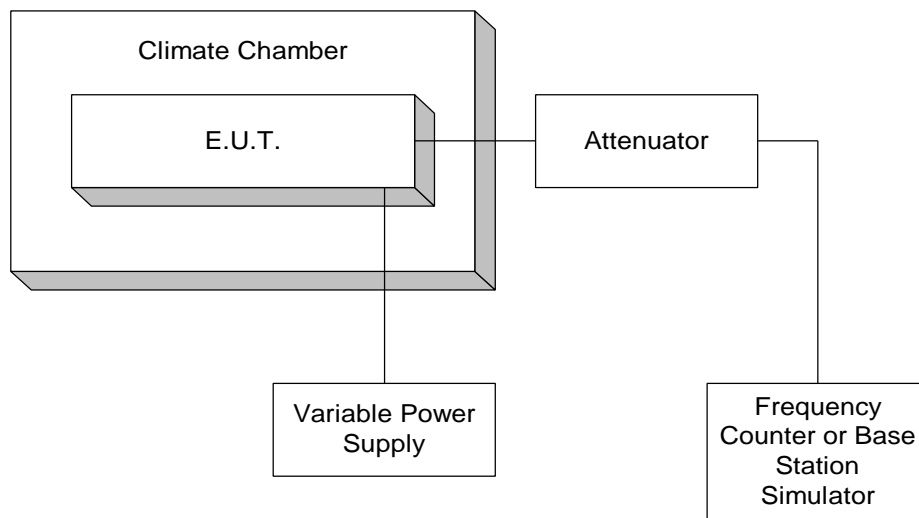 Climate Chamber
E.U.T.
Attenuator
Variable Power
Supply
Frequency
Counter or Base
Station
Simulator